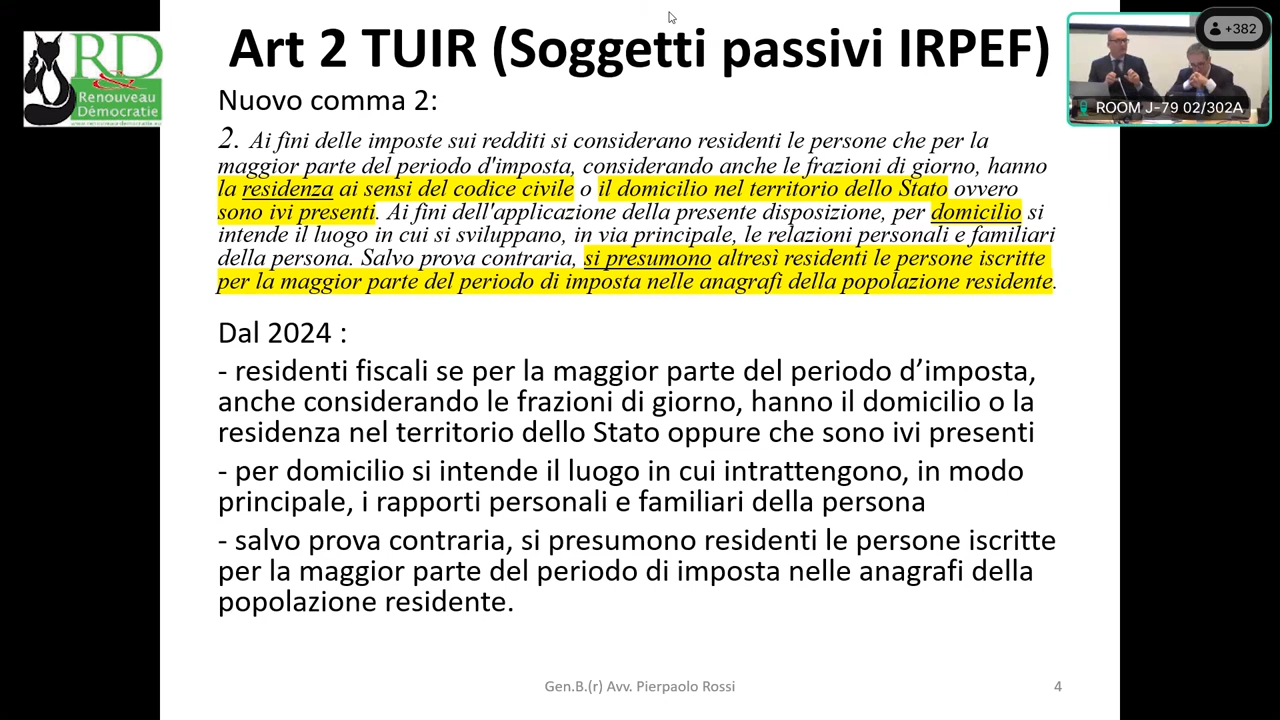 Art 2 TUIR (Soggetti passivi IRPEF)
RD
&
Renouveau
Démocratie
www.renouveau-democratie.eu
+382
ROOM J-79 02/302A
Nuovo comma 2:
2. Ai fini delle imposte sui redditi si considerano residenti le persone che per la
maggior parte del periodo d'imposta, considerando anche le frazioni di giorno, hanno
la residenza ai sensi del codice civile o il domicilio nel territorio dello Stato ovvero
sono ivi presenti. Ai fini dell'applicazione della presente disposizione, per domicilio si
intende il luogo in cui si sviluppano, in via principale, le relazioni personali e familiari
della persona. Salvo prova contraria, si presumono altresì residenti le persone iscritte
per la maggior parte del periodo di imposta nelle anagrafi della popolazione residente.
Dal 2024 :
- residenti fiscali se per la maggior parte del periodo d’imposta,
anche considerando le frazioni di giorno, hanno il domicilio o la
residenza nel territorio dello Stato oppure che sono ivi presenti
- per domicilio si intende il luogo in cui intrattengono, in modo
principale, i rapporti personali e familiari della persona
- salvo prova contraria, si presumono residenti le persone iscritte
per la maggior parte del periodo di imposta nelle anagrafi della
popolazione residente.
Gen.B.(r) Avv. Pierpaolo Rossi
4